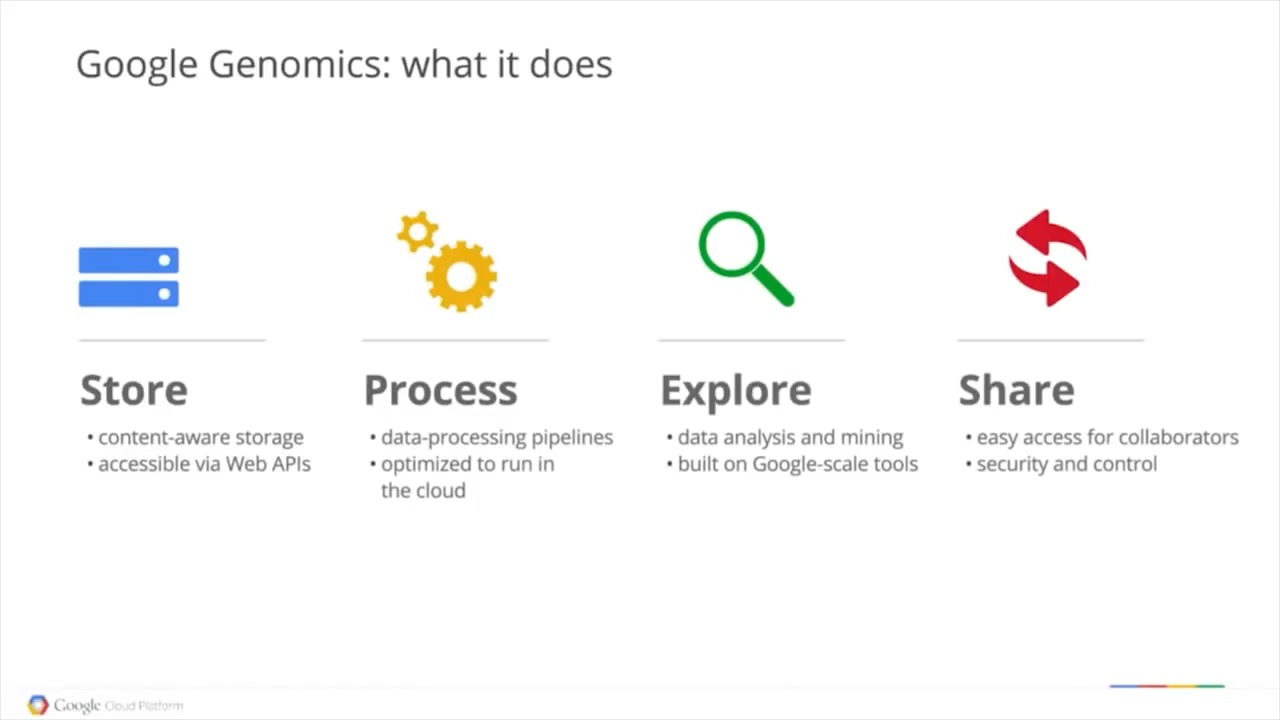 Google Genomics: what it does
Store
• content-aware storage
• accessible via Web APIs
Process
• data-processing pipelines
• optimized to run in
the cloud
Explore
• data analysis and mining
• built on Google-scale tools
Share
• easy access for collaborators
• security and control
Google Cloud Platform